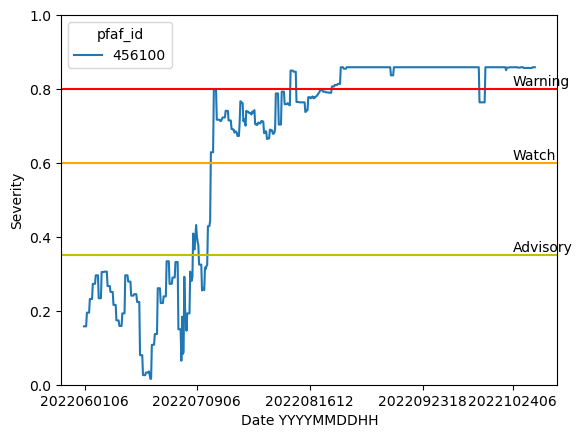 pfaf_id
456100
1.0
0.8
0.6
0.4
0.2
0.0
Severity
Warning
Watch
Advisory
2022060106
2022070906
2022081612
2022092318
2022102406
Date YYYYMMDDHH